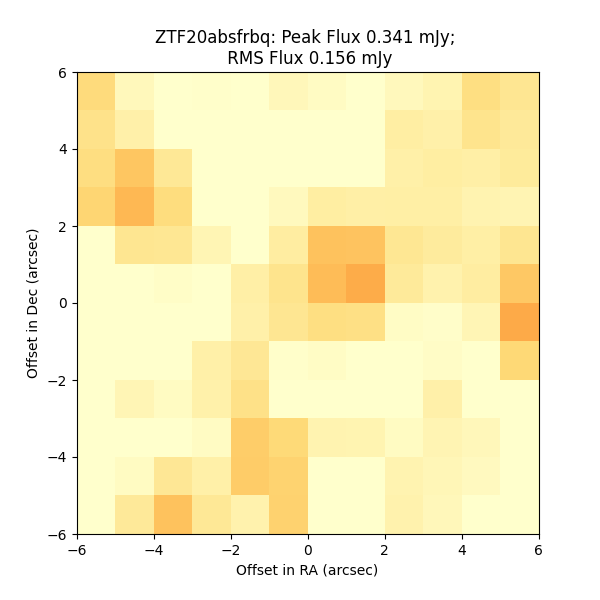 ZTF20absfrbq: Peak Flux 0.341 mJy;
RMS Flux 0.156 mJy
6
4
2
0
−2
−4
−6
Offset in Dec (arcsec)
−6 −4 −2 0 2 4 6
Offset in RA (arcsec)